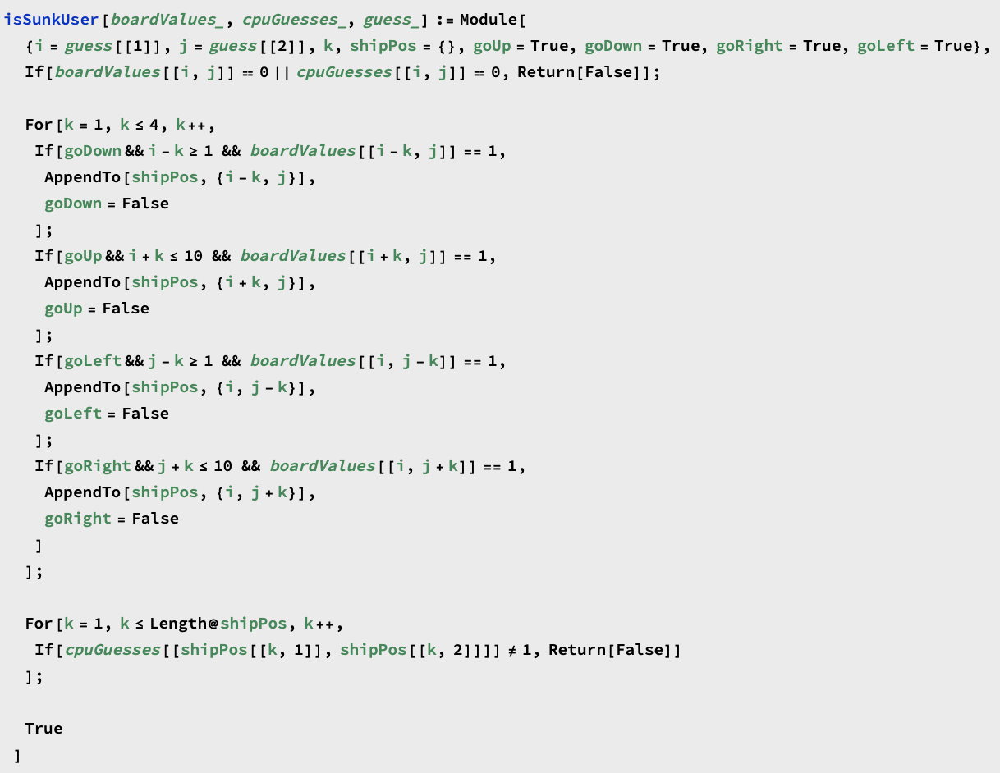 isSunkUser[boardValues_, cpuGuesses_, guess_] := Module[
{i = guess[[1]], j = guess[[2]], k, shipPos = {}, goUp = True, goDown = True, goRight = True, goLeft = True},
If[boardValues[[i, j]] == 0 || cpuGuesses[[i, j]] == 0, Return[False]];
For[k = 1, k ≤ 4, k++,
If[goDown && i - k ≥ 1 && boardValues[[i - k, j]] == 1,
AppendTo[shipPos, {i - k, j}],
goDown = False
];
If[goUp && i + k ≤ 10 && boardValues[[i + k, j]] == 1,
AppendTo[shipPos, {i + k, j}],
goUp = False
];
If[goLeft && j - k ≥ 1 && boardValues[[i, j - k]] == 1,
AppendTo[shipPos, {i, j - k}],
goLeft = False
];
If[goRight && j + k ≤ 10 && boardValues[[i, j + k]] == 1,
AppendTo[shipPos, {i, j + k}],
goRight = False
]
];
For[k = 1, k ≤ Length@shipPos, k++,
If[cpuGuesses[[shipPos[[k, 1]], shipPos[[k, 2]]]] ≠ 1, Return[False]]
];
True
]